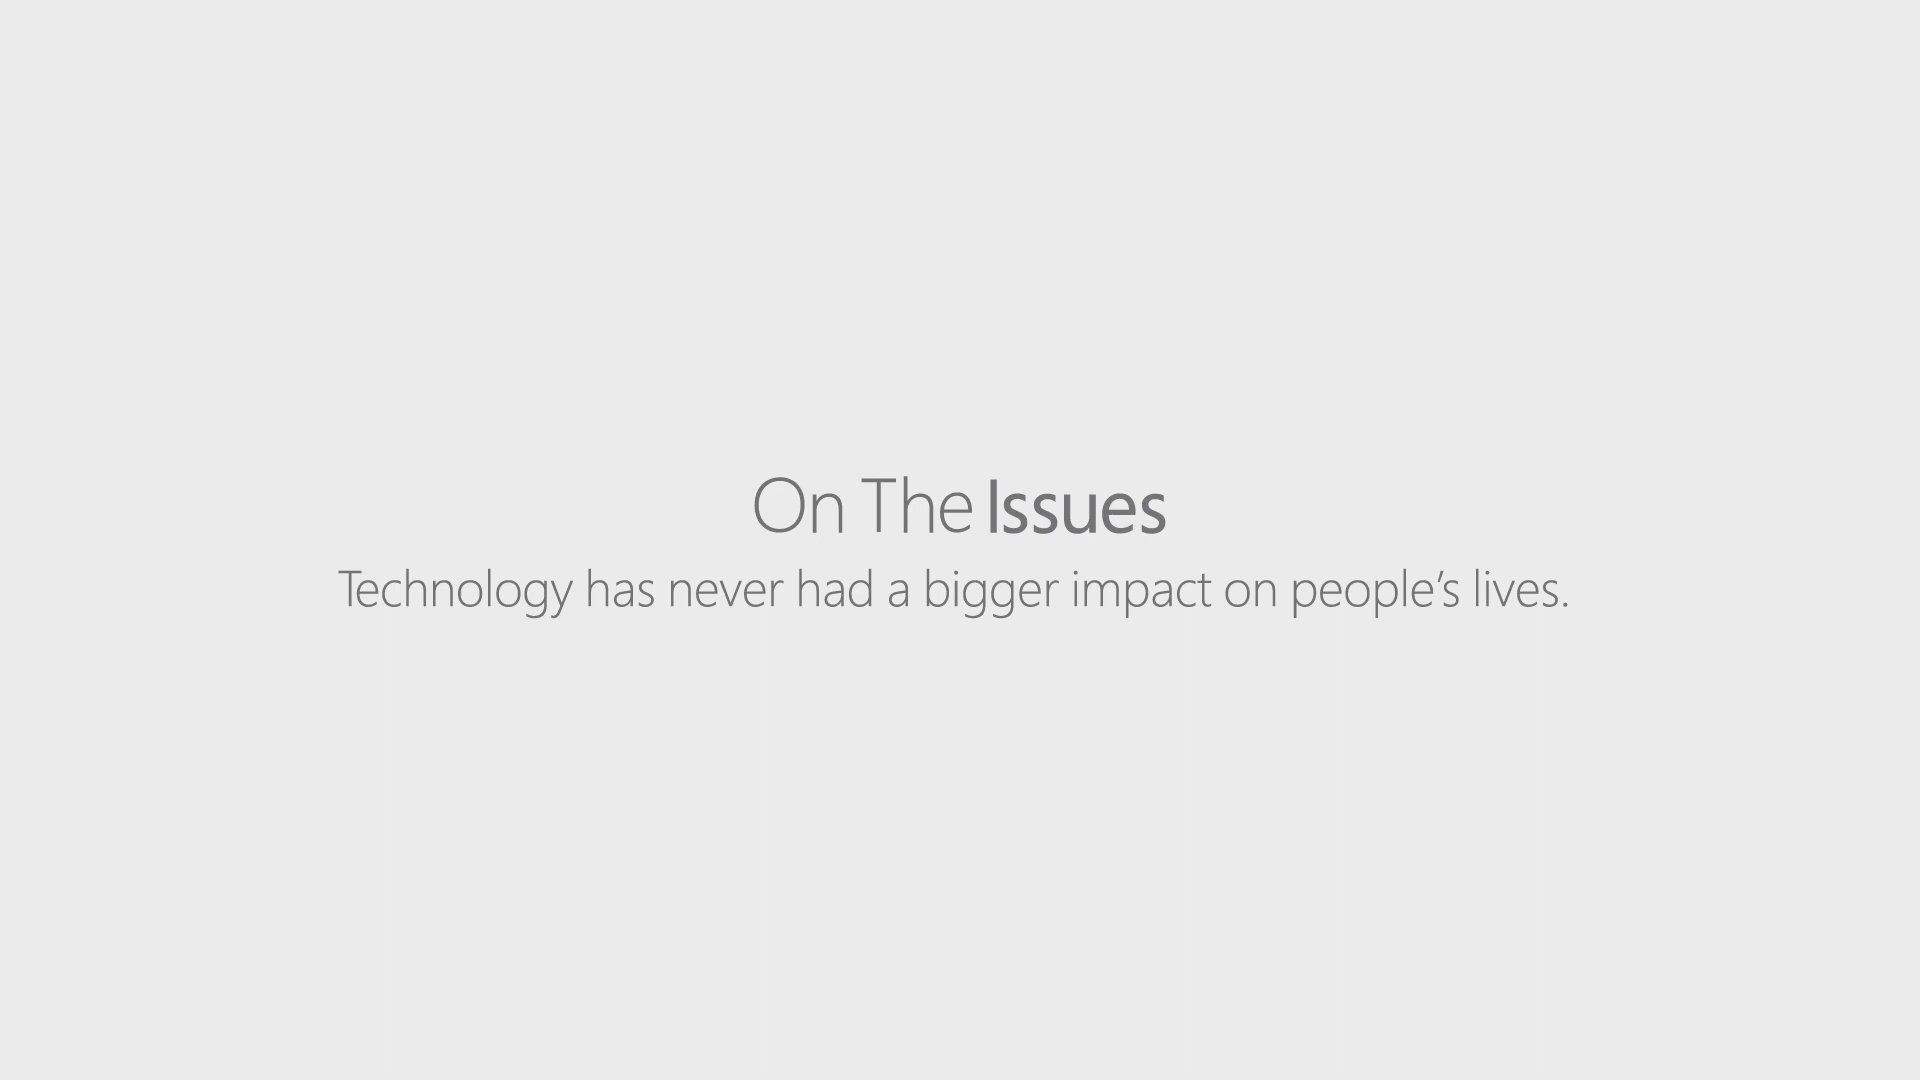 On The Issues
Technology has never had a bigger impact on people’s lives.